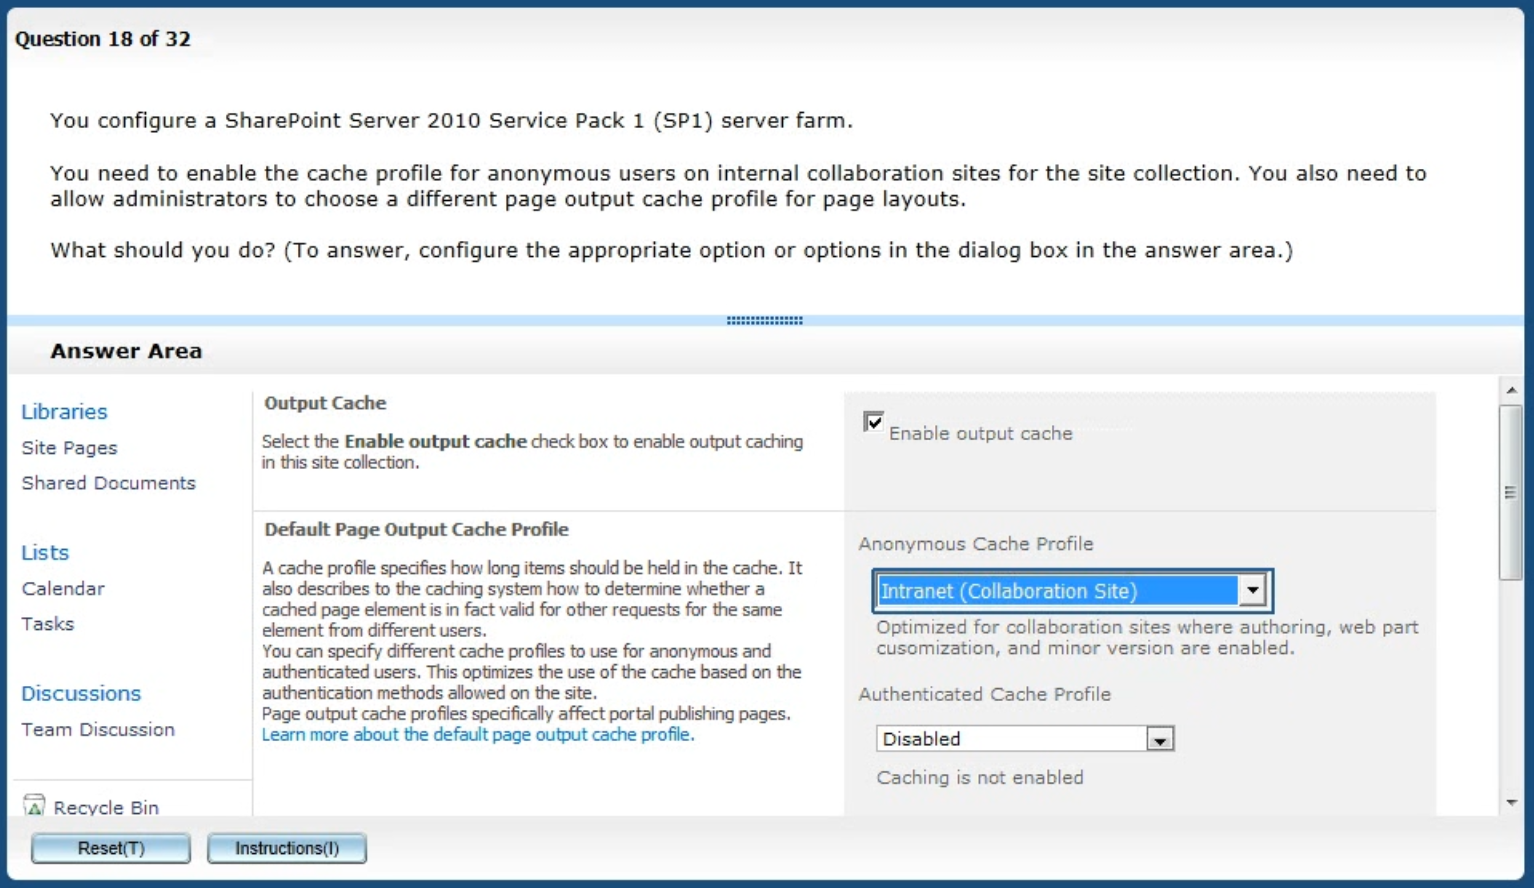 Question 18 of 32
You configure a SharePoint Server 2010 Service Pack 1 (SP1) server farm.
You need to enable the cache profile for anonymous users on internal collaboration sites for the site collection. You also need to
allow administrators to choose a different page output cache profile for page layouts.
What should you do? (To answer, configure the appropriate option or options in the dialog box in the answer area.)
Answer Area
Libraries
Site Pages
Shared Documents
Lists
Calendar
Tasks
Discussions
Team Discussion
Recycle Bin
Output Cache
Select the Enable output cache check box to enable output caching
in this site collection.
Enable output cache
Default Page Output Cache Profile
A cache profile specifies how long items should be held in the cache. It
also describes to the caching system how to determine whether a
cached page element is in fact valid for other requests for the same
element from different users.
You can specify different cache profiles to use for anonymous and
authenticated users. This optimizes the use of the cache based on the
authentication methods allowed on the site.
Page output cache profiles specifically affect portal publishing pages.
Learn more about the default page output cache profile.
Anonymous Cache Profile
Intranet (Collaboration Site)
Optimized for collaboration sites where authoring, web part
cusomization, and minor version are enabled.
Authenticated Cache Profile
Disabled
Caching is not enabled
Reset(T)
Instructions(I)